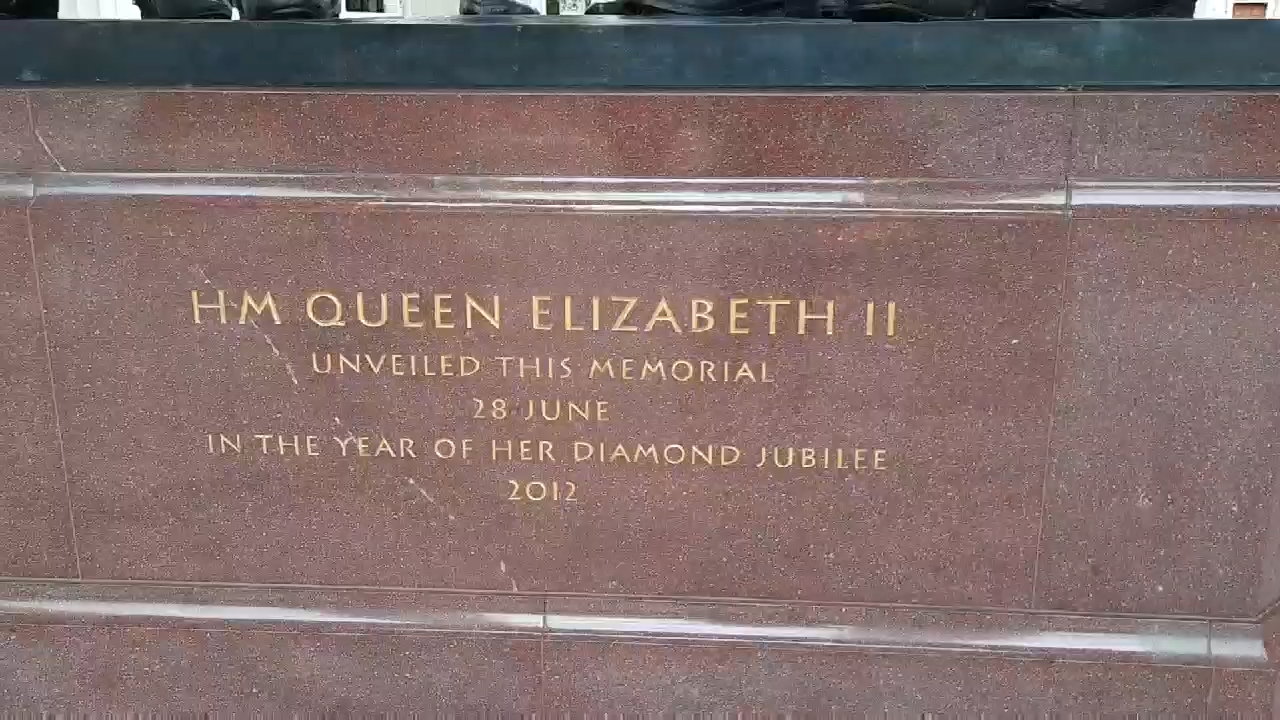 HM QUEEN ELIZABETH II
UNVEILED THIS MEMORIAL
28 JUNE
IN THE YEAR OF HER DIAMOND JUBILEE
2012